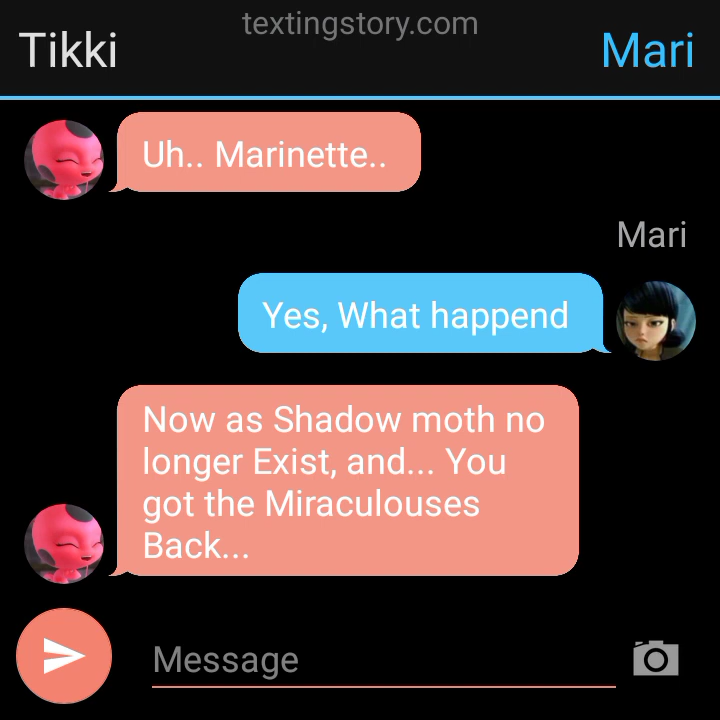 textingstory.com
Tikki
Mari
Uh.. Marinette..
Mari
Yes, What happend
Now as Shadow moth no
longer Exist, and... You
got the Miraculouses
Back...
Message